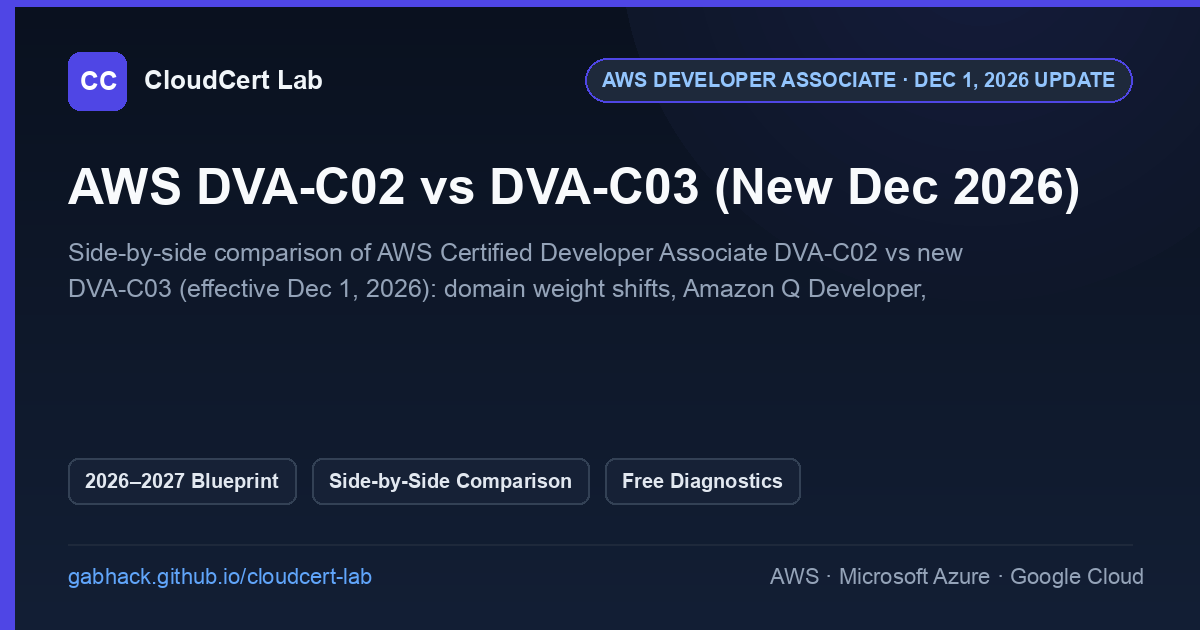 CC
CloudCert Lab
AWS DEVELOPER ASSOCIATE · DEC 1, 2026 UPDATE
AWS DVA-C02 vs DVA-C03 (New Dec 2026)
Side-by-side comparison of AWS Certified Developer Associate DVA-C02 vs new
DVA-C03 (effective Dec 1, 2026): domain weight shifts, Amazon Q Developer,
2026–2027 Blueprint
Side-by-Side Comparison
Free Diagnostics
gabhack.github.io/cloudcert-lab
AWS · Microsoft Azure · Google Cloud